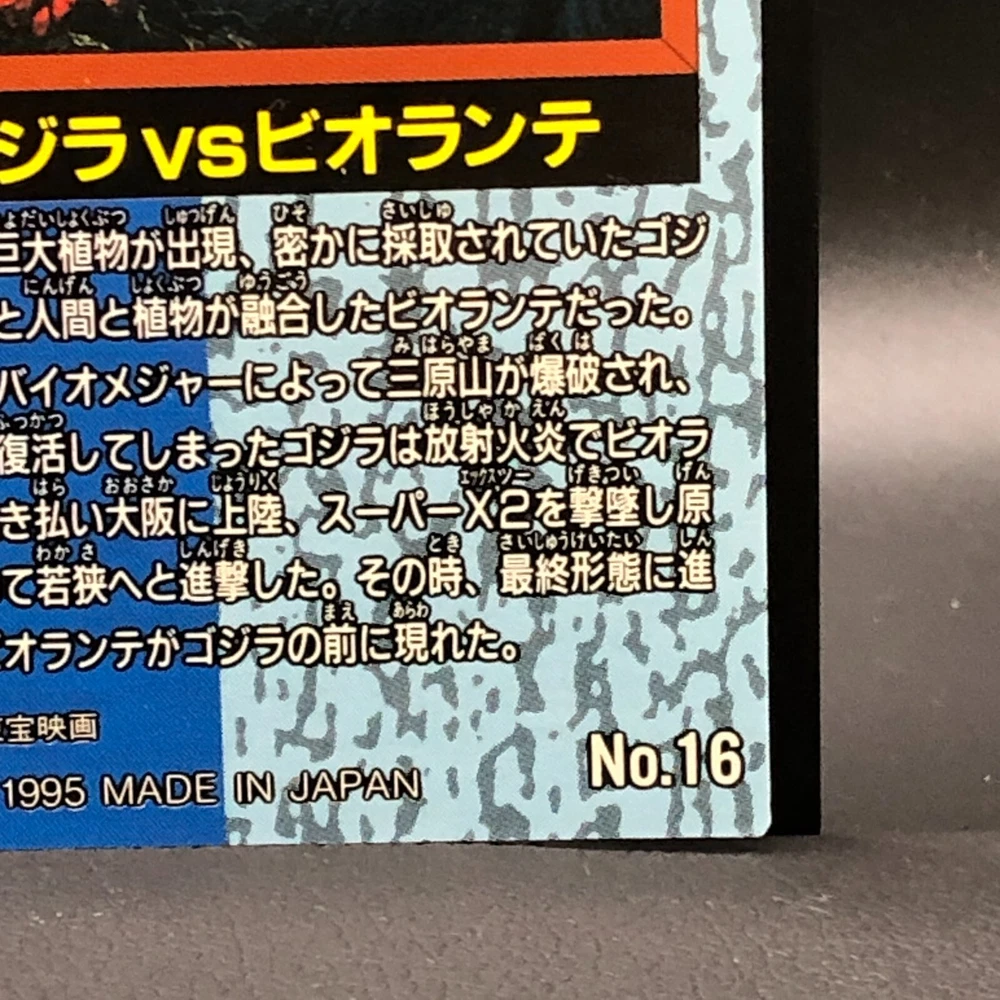 ジラvsビオランテ
巨大植物が出現、密かに採取されていたゴジ
と人間と植物が融合したビオランテだった。
バイオメジャーによって三原山が爆破され、
復活してしまったゴジラは放射火炎でビオラ
き払い大阪に上陸、スーパーX2を撃墜し原
て若狭へと進撃した。その時、最終形態に進
オランテがゴジラの前に現れた。
宝映画
1995 MADE IN JAPAN
No.16